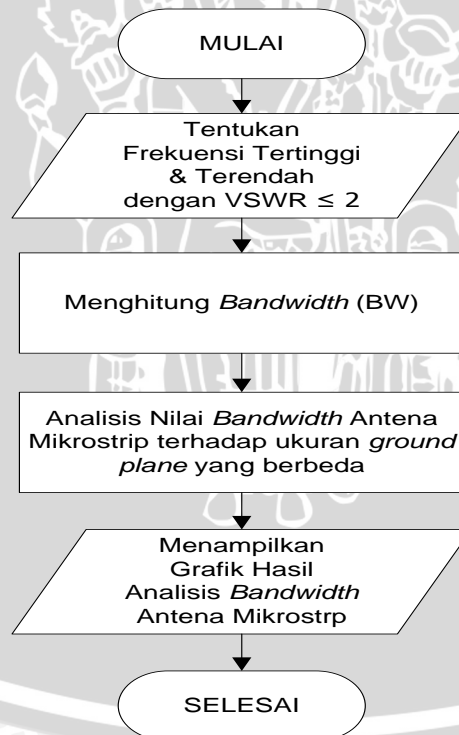 MULAI
Tentukan
Frekuensi Tertinggi
& Terendah
dengan VSWR ≤ 2
Menghitung Bandwidth (BW)
Analisis Nilai Bandwidth Antena
Mikrostrip terhadap ukuran ground
plane yang berbeda
Menampilkan
Grafik Hasil
Analisis Bandwidth
Antena Mikrostrp
SELESAI